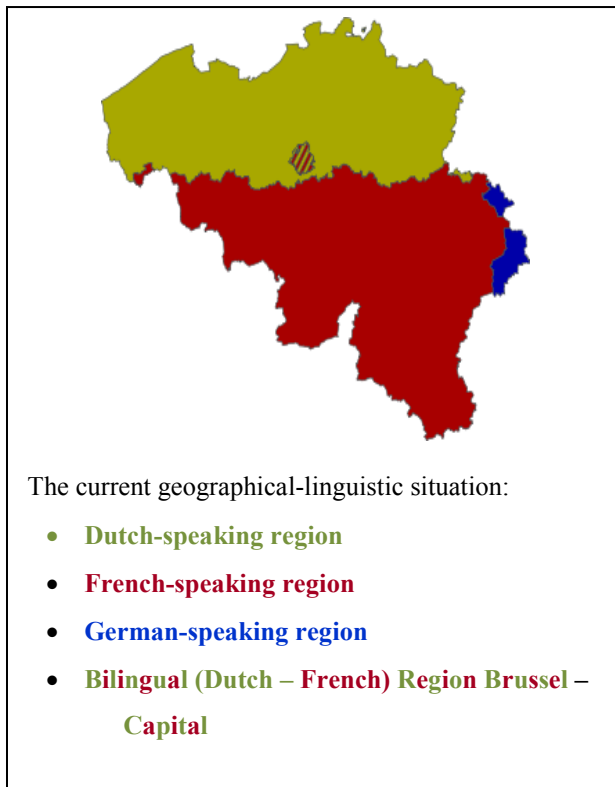 The current geographical-linguistic situation:
• Dutch-speaking region
• French-speaking region
• German-speaking region
• Bilingual (Dutch – French) Region Brussel –
Capital